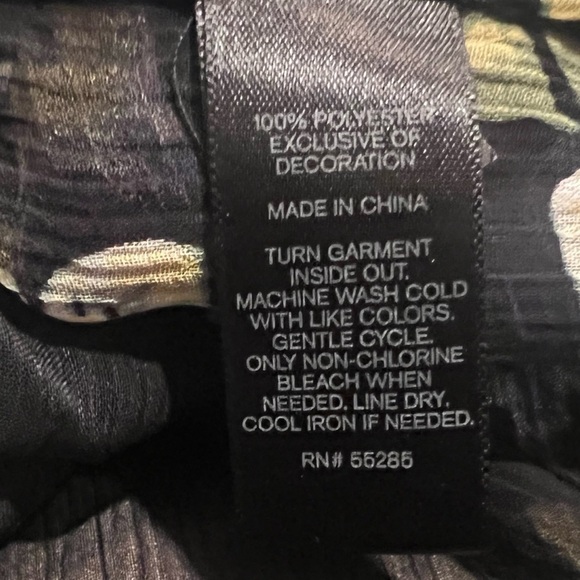 100% POLYESTER
EXCLUSIVE OF
DECORATION
MADE IN CHINA
TURN GARMENT
INSIDE OUT.
MACHINE WASH COLD
WITH LIKE COLORS.
GENTLE CYCLE.
ONLY NON-CHLORINE
BLEACH WHEN
NEEDED. LINE DRY.
COOL IRON IF NEEDED.
RN# 55285